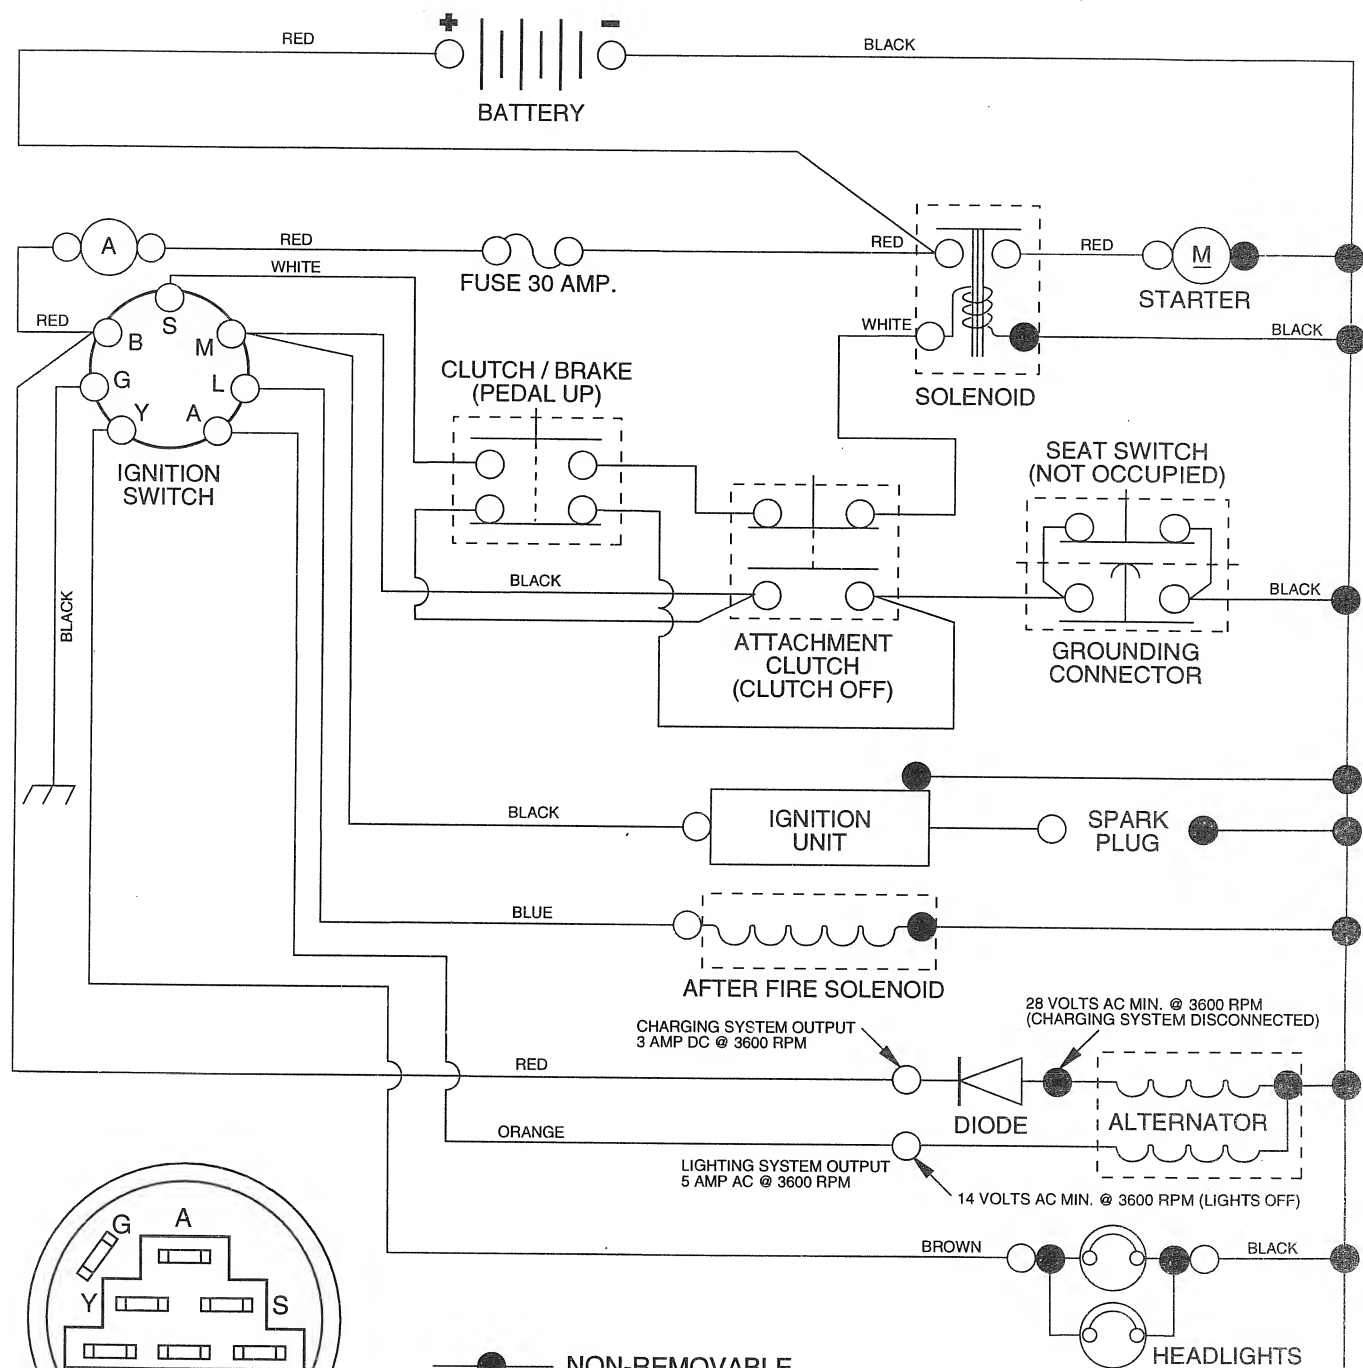 + −
RED
BLACK
BATTERY
A
RED
RED
RED
M
WHITE
FUSE 30 AMP.
STARTER
S
RED
B
M
WHITE
BLACK
CLUTCH / BRAKE
(PEDAL UP)
G
L
SOLENOID
Y
A
IGNITION
SWITCH
SEAT SWITCH
(NOT OCCUPIED)
BLACK
BLACK
BLACK
ATTACHMENT
CLUTCH
(CLUTCH OFF)
GROUNDING
CONNECTOR
BLACK
IGNITION
UNIT
SPARK
PLUG
BLUE
AFTER FIRE SOLENOID
28 VOLTS AC MIN. @ 3600 RPM
(CHARGING SYSTEM DISCONNECTED)
CHARGING SYSTEM OUTPUT
3 AMP DC @ 3600 RPM
RED
DIODE
ALTERNATOR
ORANGE
LIGHTING SYSTEM OUTPUT
5 AMP AC @ 3600 RPM
14 VOLTS AC MIN. @ 3600 RPM (LIGHTS OFF)
G
A
BROWN
BLACK
Y
S
HEADLIGHTS
NON-REMOVABLE